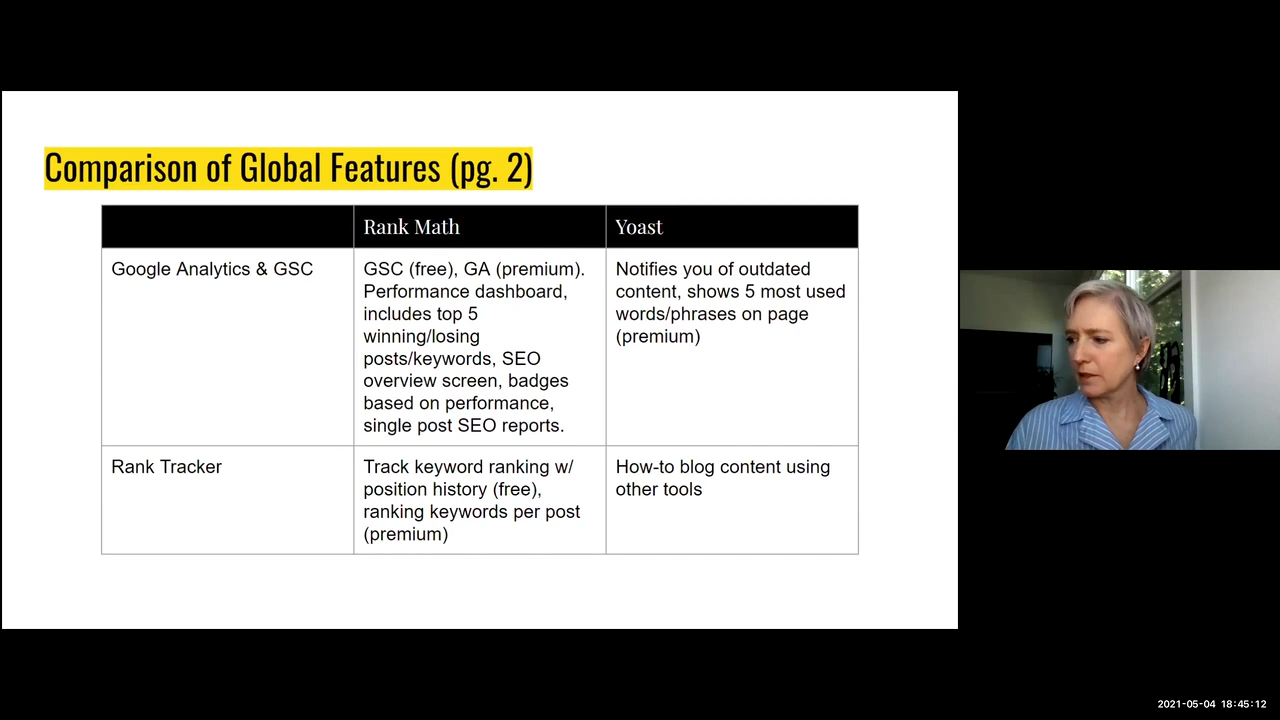 Comparison of Global Features (pg. 2)
Rank Math
Yoast
Google Analytics & GSC
GSC (free), GA (premium).
Performance dashboard,
includes top 5
winning/losing
posts/keywords, SEO
overview screen, badges
based on performance,
single post SEO reports.
Notifies you of outdated
content, shows 5 most used
words/phrases on page
(premium)
Rank Tracker
Track keyword ranking w/
position history (free),
ranking keywords per post
(premium)
How-to blog content using
other tools
2021-05-04 18:45:12